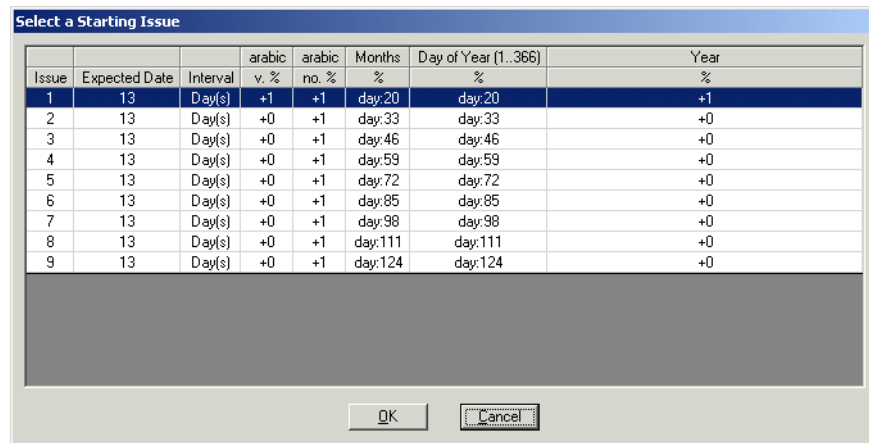 Select a Starting Issue
arabic arabic Months Day of Year (1..366) Year
Issue Expected Date Interval v. % no. % % % %
1 13 Day(s) +1 +1 day:20 day:20 +1
2 13 Day(s) +0 +1 day:33 day:33 +0
3 13 Day(s) +0 +1 day:46 day:46 +0
4 13 Day(s) +0 +1 day:59 day:59 +0
5 13 Day(s) +0 +1 day:72 day:72 +0
6 13 Day(s) +0 +1 day:85 day:85 +0
7 13 Day(s) +0 +1 day:98 day:98 +0
8 13 Day(s) +0 +1 day:111 day:111 +0
9 13 Day(s) +0 +1 day:124 day:124 +0
OK Cancel